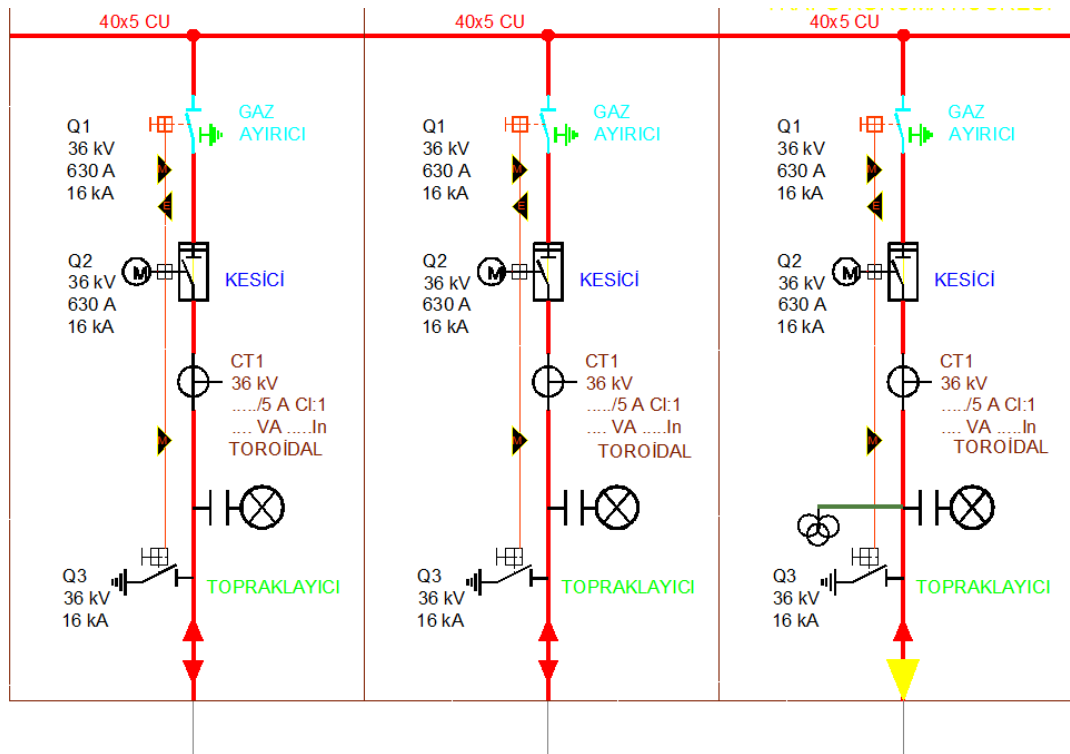 40x5 CU
40x5 CU
40x5 CU
Q1
36 kV
630 A
16 kA
GAZ
AYIRICI
M
E
Q2
36 kV
630 A
16 kA
M
KESİCİ
CT1
36 kV
...../5 A Cl:1
.... VA .....In
TOROİDAL
M
Q3
36 kV
16 kA
TOPRAKLAYICI
Q1
36 kV
630 A
16 kA
GAZ
AYIRICI
M
E
Q2
36 kV
630 A
16 kA
M
KESİCİ
CT1
36 kV
...../5 A Cl:1
.... VA .....In
TOROİDAL
M
Q3
36 kV
16 kA
TOPRAKLAYICI
Q1
36 kV
630 A
16 kA
GAZ
AYIRICI
M
E
Q2
36 kV
630 A
16 kA
M
KESİCİ
CT1
36 kV
...../5 A Cl:1
.... VA .....In
TOROİDAL
M
Q3
36 kV
16 kA
TOPRAKLAYICI